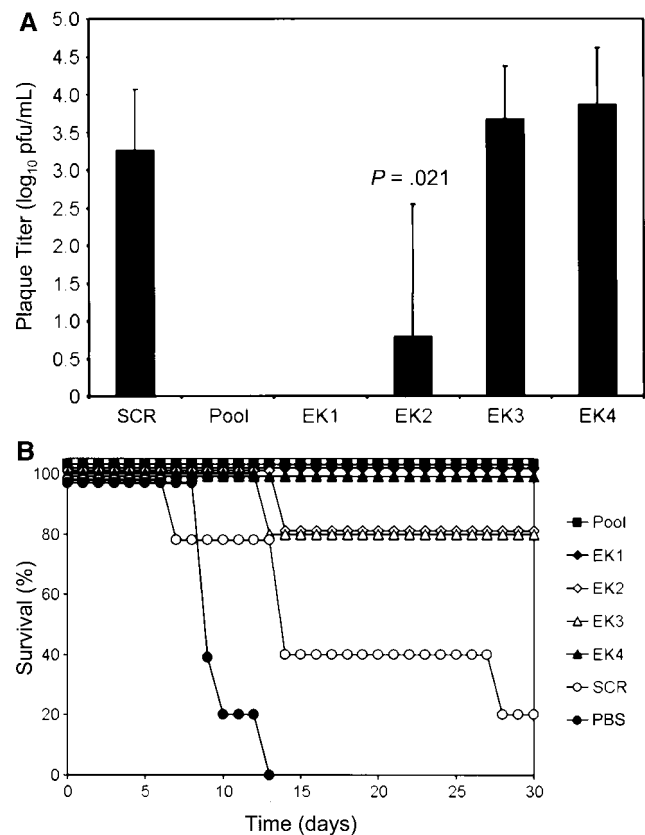 A
5.0
4.5
4.0
3.5
3.0
2.5
2.0
1.5
1.0
0.5
0
Plaque Titer (log10 pfu/mL)
P = .021
SCR Pool EK1 EK2 EK3 EK4
B
100
80
60
40
20
0
Survival (%)
0 5 10 15 20 25 30
Time (days)
Pool
EK1
EK2
EK3
EK4
SCR
PBS